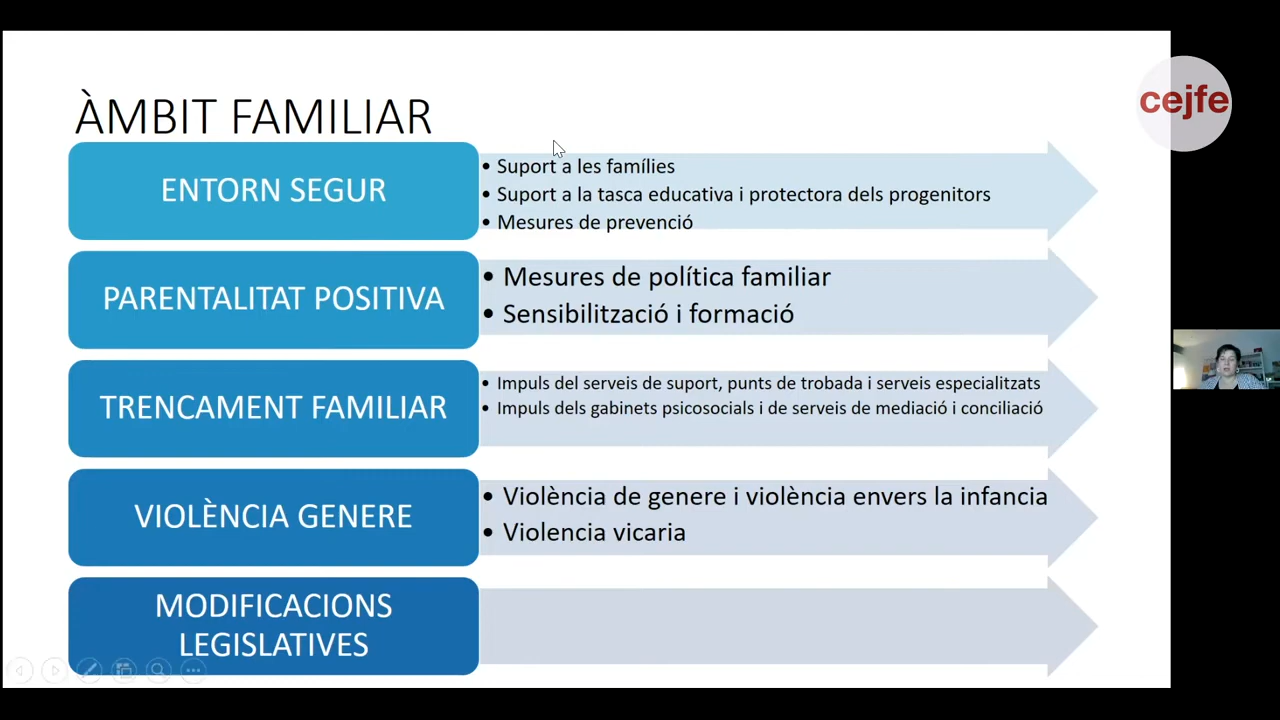 ÀMBIT FAMILIAR
cejfe
ENTORN SEGUR
• Suport a les famílies
• Suport a la tasca educativa i protectora dels progenitors
• Mesures de prevenció
PARENTALITAT POSITIVA
• Mesures de política familiar
• Sensibilització i formació
TRENCAMENT FAMILIAR
• Impuls del serveis de suport, punts de trobada i serveis especialitzats
• Impuls dels gabinets psicosocials i de serveis de mediació i conciliació
VIOLÈNCIA GENERE
• Violència de genere i violència envers la infancia
• Violencia vicaria
MODIFICACIONS
LEGISLATIVES